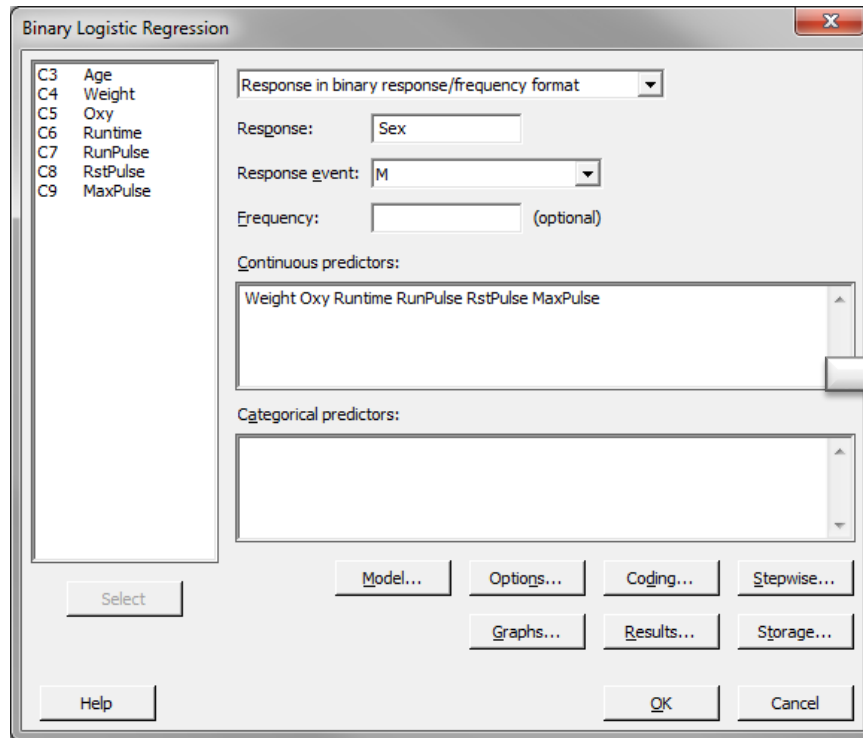 Binary Logistic Regression
X
C3 Age
C4 Weight
C5 Oxy
C6 Runtime
C7 RunPulse
C8 RstPulse
C9 MaxPulse
Response in binary response/frequency format
Response: Sex
Response event: M
Frequency: (optional)
Continuous predictors:
Weight Oxy Runtime RunPulse RstPulse MaxPulse
Categorical predictors:
Model... Options... Coding... Stepwise...
Select
Graphs... Results... Storage...
Help OK Cancel